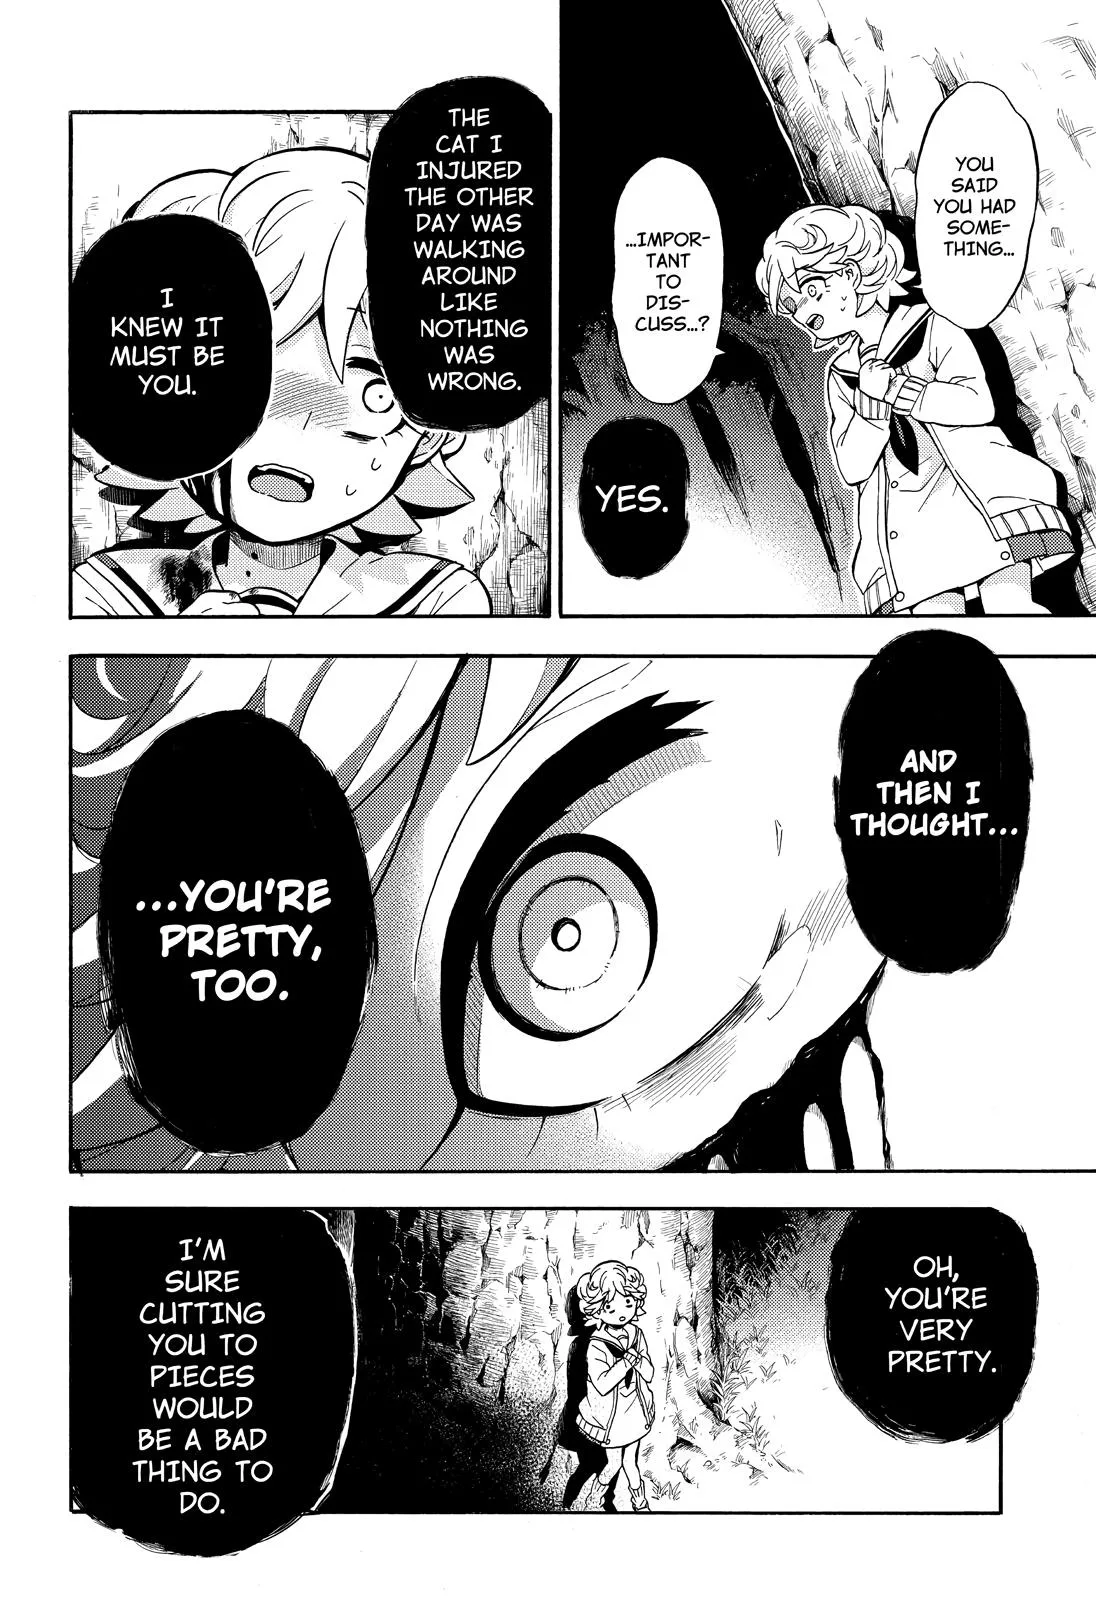 YOU
SAID
YOU HAD
SOME-
THING...
...IMPOR-
TANT
TO
DIS-
CUSS...?
YES.
THE
CAT I
INJURED
THE OTHER
DAY WAS
WALKING
AROUND
LIKE
NOTHING
WAS
WRONG.
I
KNEW IT
MUST BE
YOU.
AND
THEN I
THOUGHT...
...YOU'RE
PRETTY,
TOO.
OH,
YOU'RE
VERY
PRETTY.
I'M
SURE
CUTTING
YOU TO
PIECES
WOULD
BE A BAD
THING TO
DO.